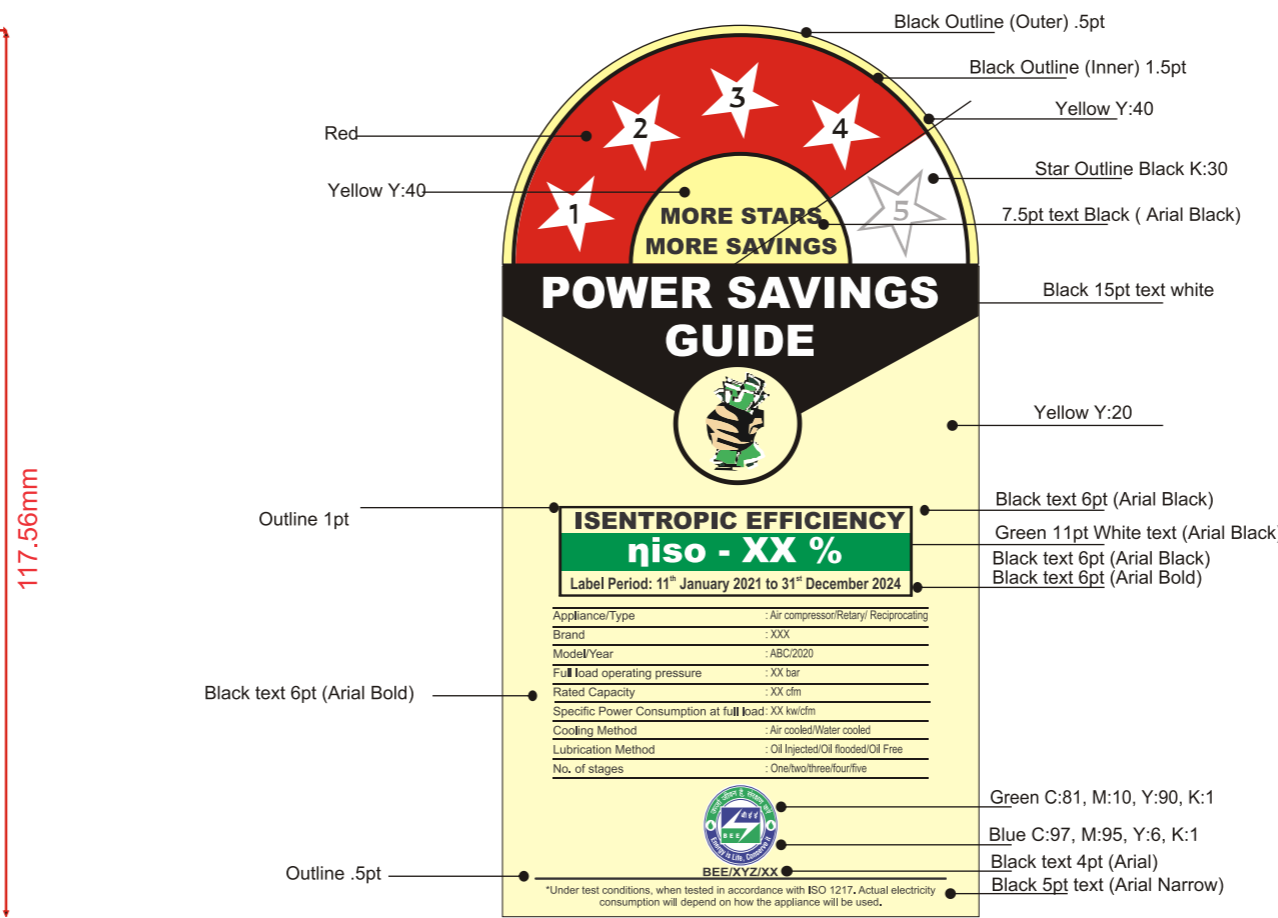 Black Outline (Outer) .5pt
Black Outline (Inner) 1.5pt
Yellow Y:40
Red
Star Outline Black K:30
Yellow Y:40
7.5pt text Black ( Arial Black)
1
2
3
4
5
MORE STARS
MORE SAVINGS
POWER SAVINGS
GUIDE
Black 15pt text white
Yellow Y:20
117.56mm
Outline 1pt
ISENTROPIC EFFICIENCY
ηiso - XX %
Label Period: 11th January 2021 to 31st December 2024
Black text 6pt (Arial Black)
Green 11pt White text (Arial Black)
Black text 6pt (Arial Black)
Black text 6pt (Arial Bold)
Appliance/Type : Air compressor/Retary/ Reciprocating
Brand : XXX
Model/Year : ABC/2020
Full load operating pressure : XX bar
Rated Capacity : XX cfm
Specific Power Consumption at full load : XX kw/cfm
Cooling Method : Air cooled/Water cooled
Lubrication Method : Oil Injected/Oil flooded/Oil Free
No. of stages : One/two/three/four/five
Black text 6pt (Arial Bold)
BEE
Energy is Life, Conserve it
Green C:81, M:10, Y:90, K:1
Blue C:97, M:95, Y:6, K:1
BEE/XYZ/XX
Black text 4pt (Arial)
Outline .5pt
Black 5pt text (Arial Narrow)
*Under test conditions, when tested in accordance with ISO 1217. Actual electricity
consumption will depend on how the appliance will be used.